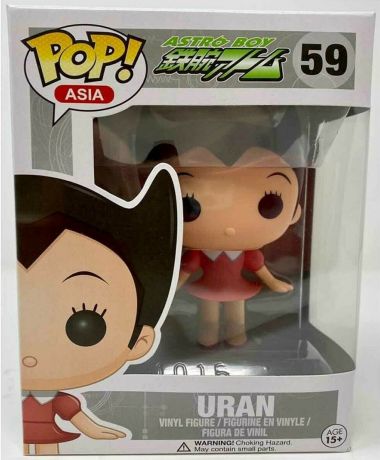 POP!
ASIA
ASTRO BOY
鉄腕アトム
59
URAN
VINYL FIGURE / FIGURINE EN VINYLE /
FIGURA DE VINIL
WARNING: Choking Hazard.
May contain small parts.
AGE
15+